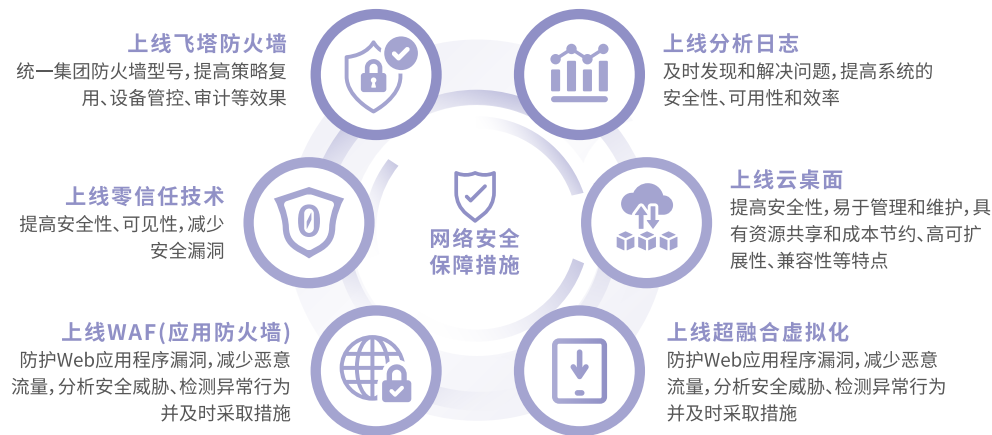 上线飞塔防火墙
统一集团防火墙型号，提高策略复
用、设备管控、审计等效果
上线分析日志
及时发现和解决问题，提高系统的
安全性、可用性和效率
上线零信任技术
提高安全性、可见性，减少
安全漏洞
网络安全
保障措施
上线云桌面
提高安全性，易于管理和维护，具
有资源共享和成本节约、高可扩
展性、兼容性等特点
上线WAF(应用防火墙)
防护Web应用程序漏洞，减少恶意
流量，分析安全威胁、检测异常行为
并及时采取措施
上线超融合虚拟化
防护Web应用程序漏洞，减少恶意
流量，分析安全威胁、检测异常行为
并及时采取措施